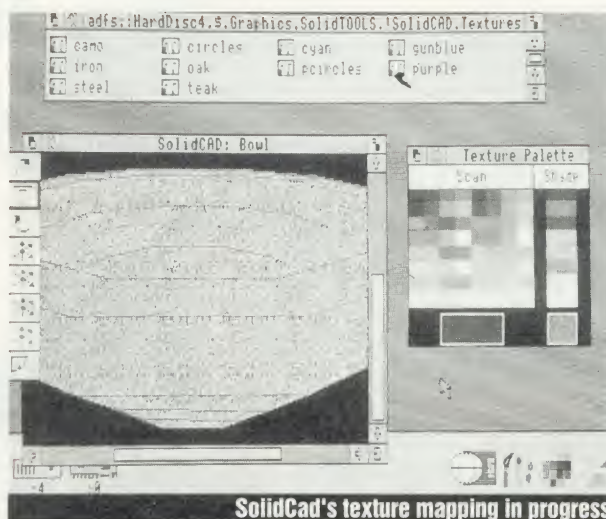 adfs::HardDisc4.$.Graphics.SolidTOOLS.!SolidCAD.Textures
camo circles cyan gunblue
iron oak pcircles purple
steel teak
SolidCAD: Bowl
Texture Palette
Scan Shade
SolidCad's texture mapping in progress